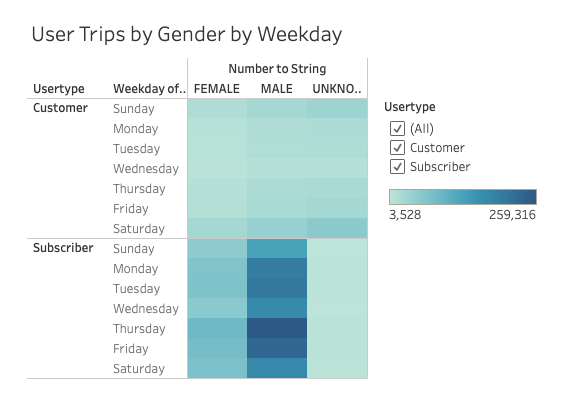 User Trips by Gender by Weekday
Number to String
Usertype Weekday of.. FEMALE MALE UNKNO..
Customer Sunday
Monday
Tuesday
Wednesday
Thursday
Friday
Saturday
Subscriber Sunday
Monday
Tuesday
Wednesday
Thursday
Friday
Saturday
Usertype
(All)
Customer
Subscriber
3,528 259,316